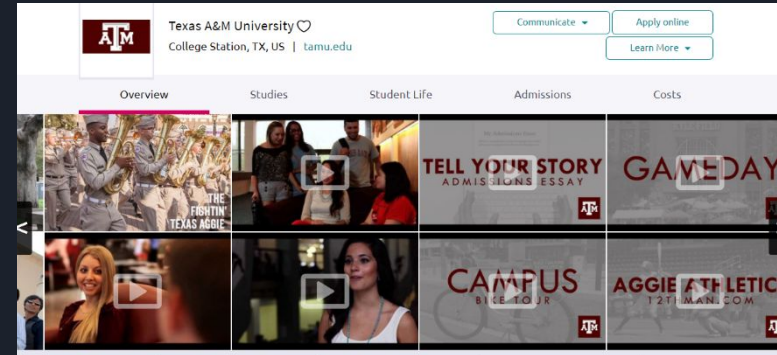 Texas A&M University
College Station, TX, US | tamu.edu
Communicate
Apply online
Learn More
Overview
Studies
Student Life
Admissions
Costs
THE
FIGHTIN'
TEXAS AGGIE
TELL YOUR STORY
ADMISSIONS ESSAY
GAMEDAY
CAMPUS
BIKE TOUR
AGGIE ATHLETIC
12THMAN.COM
ATM